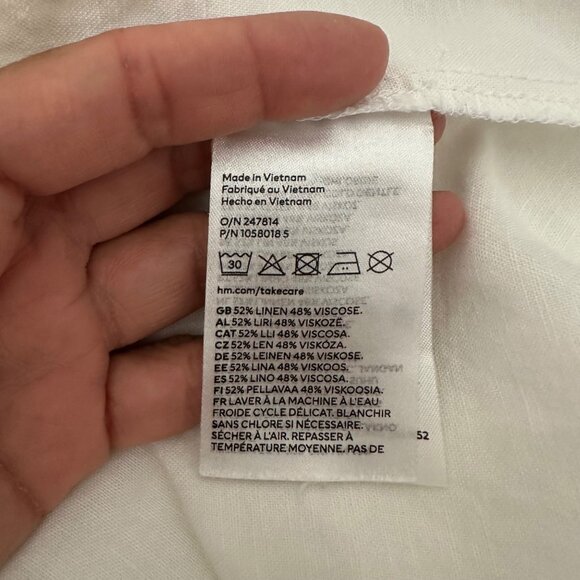 Made in Vietnam
Fabriqué au Vietnam
Hecho en Vietnam
O/N 247814
P/N 1058018 5
30
hm.com/takecare
GB 52% LINEN 48% VISCOSE.
AL 52% LIRI 48% VISKOZË.
CAT 52% LLI 48% VISCOSA.
CZ 52% LEN 48% VISKÓZA.
DE 52% LEINEN 48% VISKOSE.
EE 52% LINA 48% VISKOOS.
ES 52% LINO 48% VISCOSA.
FI 52% PELLAVAA 48% VISKOOSIA.
FR LAVER À LA MACHINE À L'EAU
FROIDE CYCLE DÉLICAT. BLANCHIR
SANS CHLORE SI NÉCESSAIRE.
SÉCHER À L'AIR. REPASSER À
TEMPÉRATURE MOYENNE. PAS DE
52